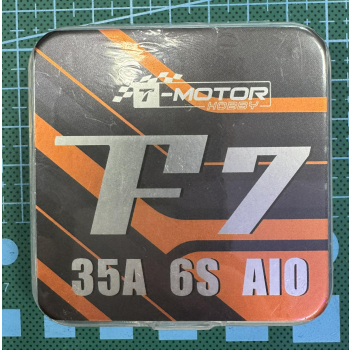 T-MOTOR
HOBBY
F7
35A 6S AIO